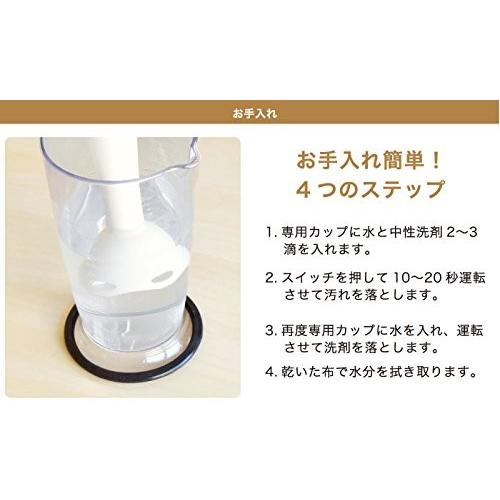 お手入れ
お手入れ簡単！
4つのステップ
1. 専用カップに水と中性洗剤2〜3
滴を入れます。
2. スイッチを押して10〜20秒運転
させて汚れを落とします。
3. 再度専用カップに水を入れ、運転
させて洗剤を落とします。
4. 乾いた布で水分を拭き取ります。